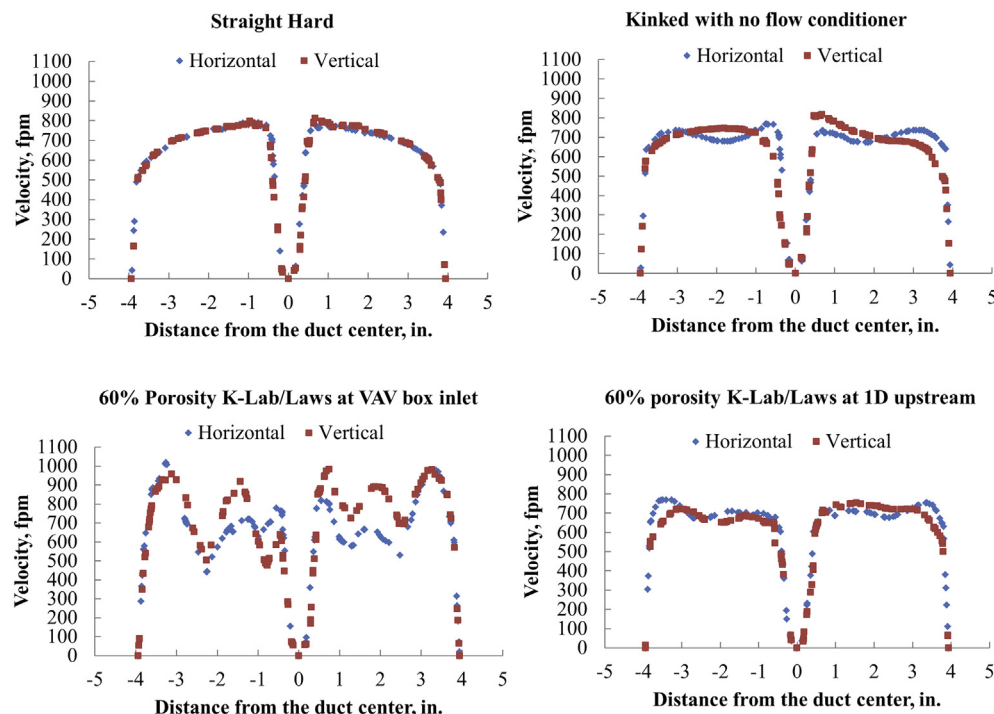 Straight Hard
Horizontal Vertical
1100
1000
900
800
700
600
500
400
300
200
100
0
-5 -4 -3 -2 -1 0 1 2 3 4 5
Velocity, fpm
Distance from the duct center, in.
Kinked with no flow conditioner
Horizontal Vertical
1100
1000
900
800
700
600
500
400
300
200
100
0
-5 -4 -3 -2 -1 0 1 2 3 4 5
Velocity, fpm
Distance from the duct center, in.
60% Porosity K-Lab/Laws at VAV box inlet
Horizontal Vertical
1100
1000
900
800
700
600
500
400
300
200
100
0
-5 -4 -3 -2 -1 0 1 2 3 4 5
Velocity, fpm
Distance from the duct center, in.
60% porosity K-Lab/Laws at 1D upstream
Horizontal Vertical
1100
1000
900
800
700
600
500
400
300
200
100
0
-5 -4 -3 -2 -1 0 1 2 3 4 5
Velocity, fpm
Distance from the duct center, in.